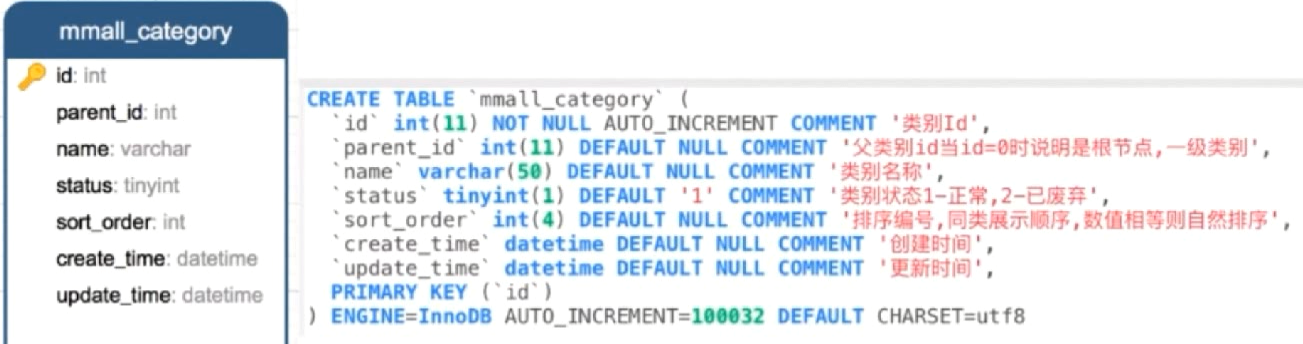 mmall_category
id: int
parent_id: int
name: varchar
status: tinyint
sort_order: int
create_time: datetime
update_time: datetime
CREATE TABLE `mmall_category` (
`id` int(11) NOT NULL AUTO_INCREMENT COMMENT '类别Id',
`parent_id` int(11) DEFAULT NULL COMMENT '父类别id当id=0时说明是根节点,一级类别',
`name` varchar(50) DEFAULT NULL COMMENT '类别名称',
`status` tinyint(1) DEFAULT '1' COMMENT '类别状态1-正常,2-已废弃',
`sort_order` int(4) DEFAULT NULL COMMENT '排序编号,同类展示顺序,数值相等则自然排序',
`create_time` datetime DEFAULT NULL COMMENT '创建时间',
`update_time` datetime DEFAULT NULL COMMENT '更新时间',
PRIMARY KEY (`id`)
) ENGINE=InnoDB AUTO_INCREMENT=100032 DEFAULT CHARSET=utf8